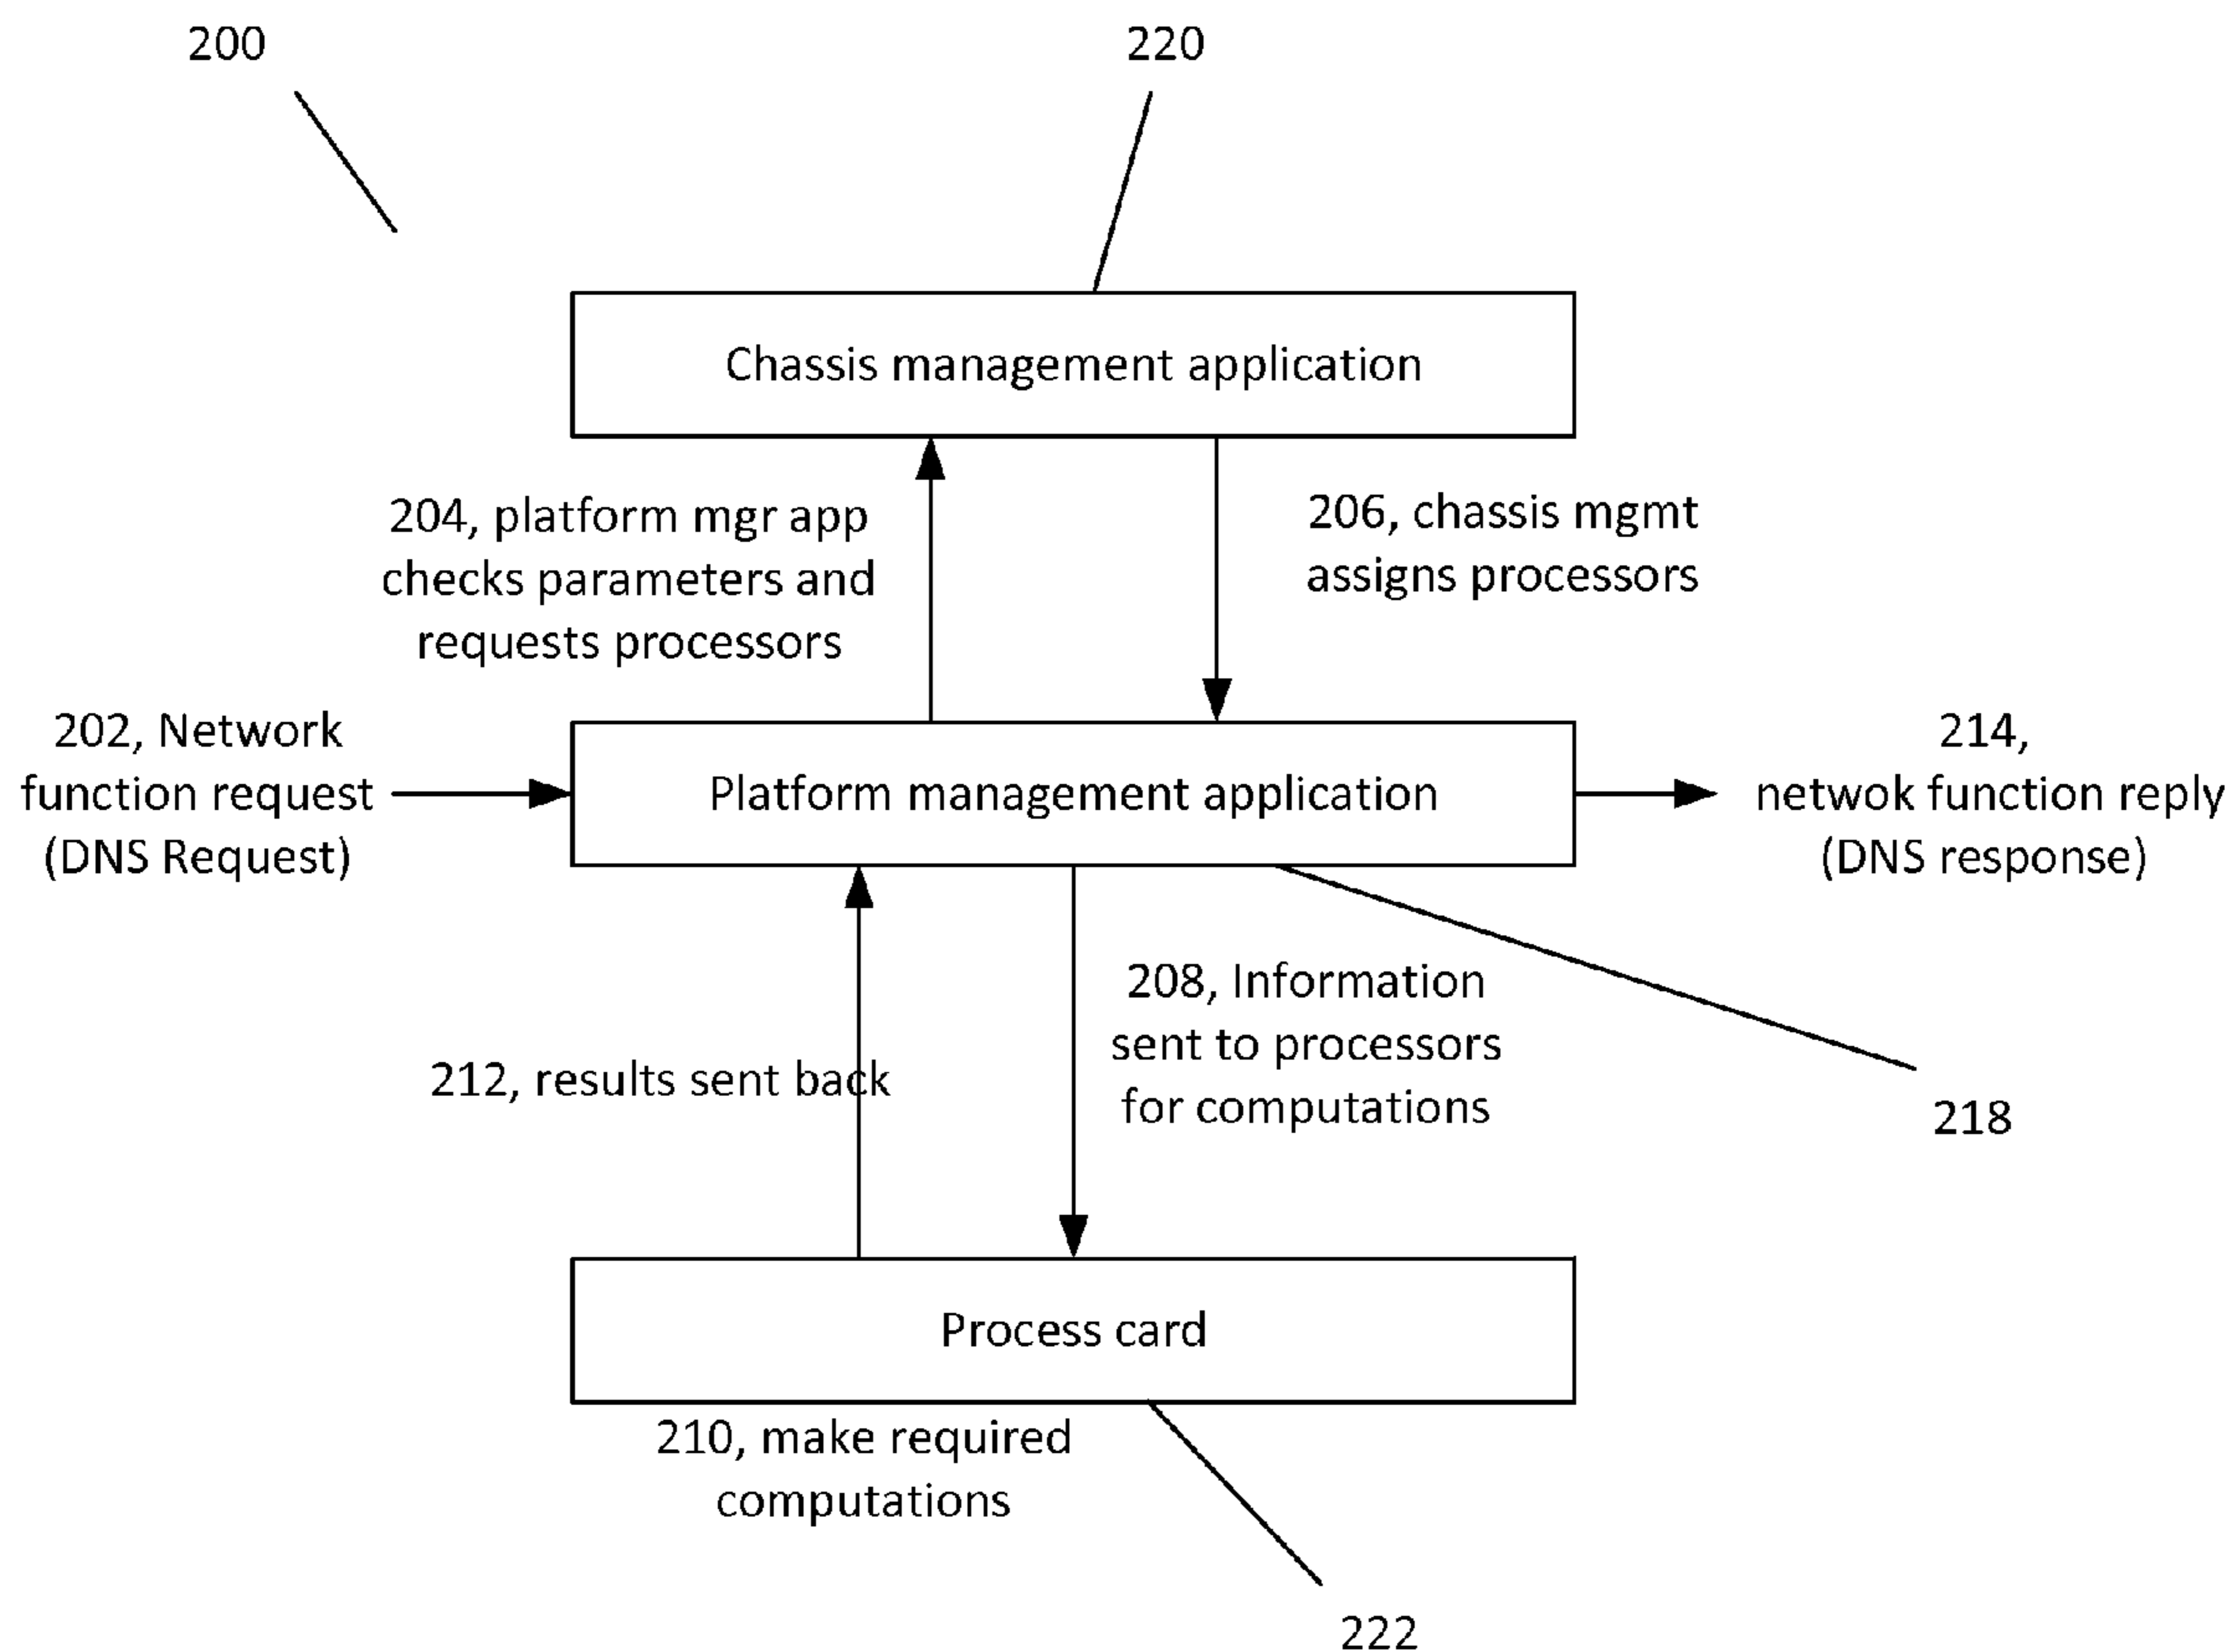 200
220
Chassis management application
204, platform mgr app
checks parameters and
requests processors
206, chassis mgmt
assigns processors
202, Network
function request
(DNS Request)
Platform management application
214,
netwok function reply
(DNS response)
212, results sent back
208, Information
sent to processors
for computations
218
Process card
210, make required
computations
222